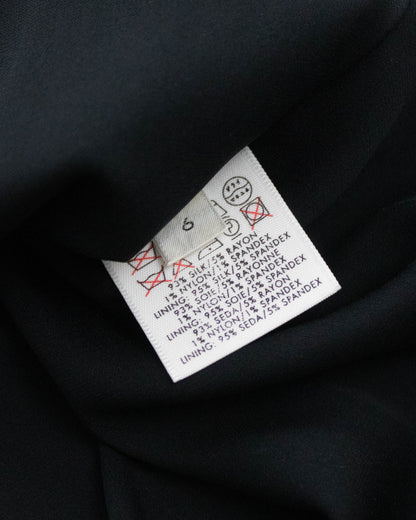 6
93% SILK/5% RAYON
1% NYLON/1% SPANDEX
LINING: 95% SILK/5% SPANDEX
93% SOIE/5% RAYANE
1% NYLON/1% SPANDEX
LINING: 95% SOIE/5% SPANDEX
93% SEDA/5% RAYON
1% NYLON/1% SPANDEX
LINING: 95% SEDA/5% SPANDEX